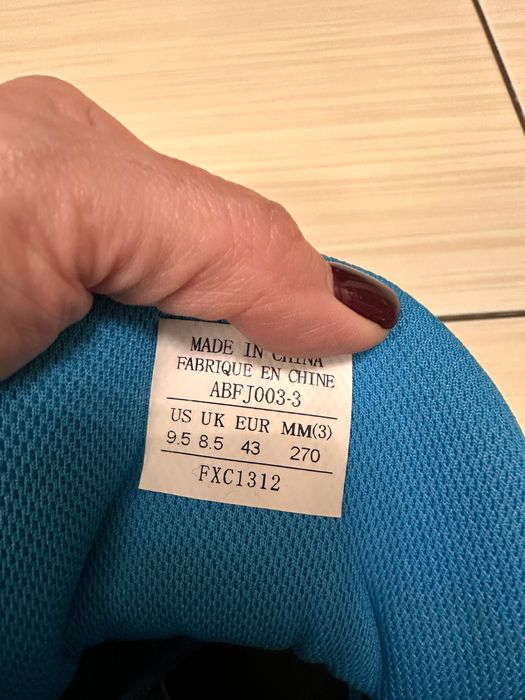 MADE IN CHINA
FABRIQUE EN CHINE
ABFJ003-3
US UK EUR MM(3)
9.5 8.5 43 270
FXC1312